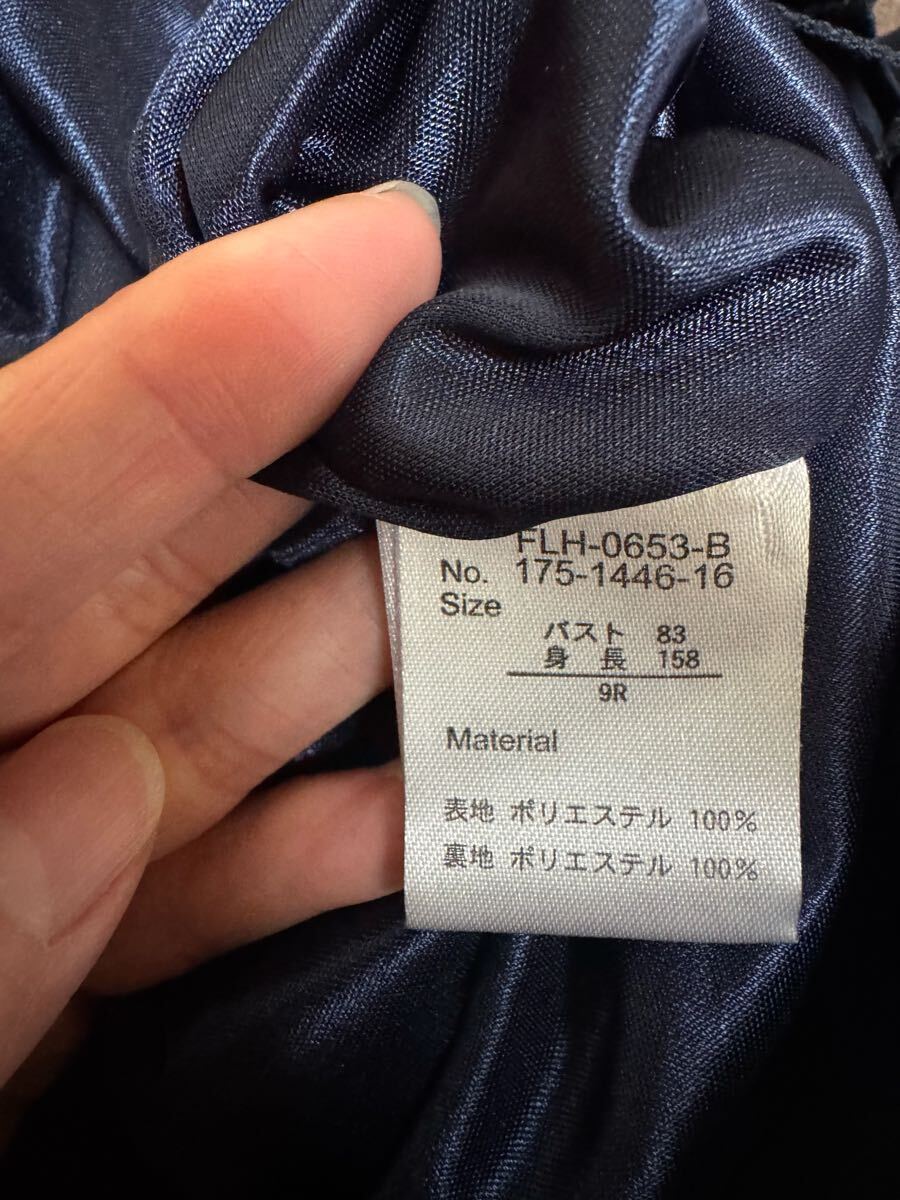 FLH-0653-B
No. 175-1446-16
Size
バスト 83
身 長 158
9R
Material
表地 ポリエステル 100%
裏地 ポリエステル 100%